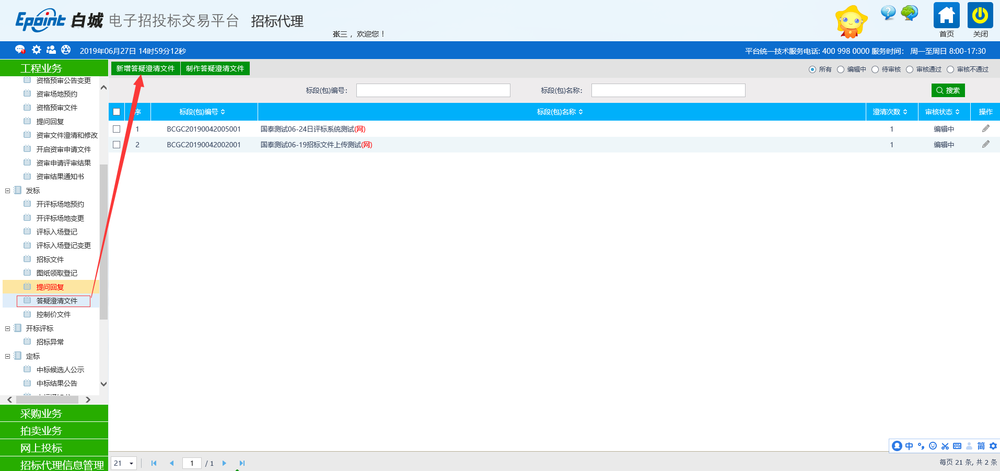 Epoint 白城 电子招投标交易平台 招标代理
张三 ，欢迎您！
首页
关闭
2019年06月27日 14时59分12秒
平台统一技术服务电话: 400 998 0000 服务时间： 周一至周日 8:00-17:30
工程业务
资格预审公告变更
资审场地预约
资格预审文件
提问回复
资审文件澄清和修改
开启资审申请文件
资审申请评审结果
资审结果通知书
发标
开评标场地预约
开评标场地变更
评标入场登记
评标入场登记变更
招标文件
图纸领取登记
提问回复
答疑澄清文件
控制价文件
开标评标
招标异常
定标
中标候选人公示
中标结果公告
采购业务
拍卖业务
网上投标
招标代理信息管理
新增答疑澄清文件 制作答疑澄清文件
所有 编辑中 待审核 审核通过 审核不通过
标段(包)编号： 标段(包)名称： 搜索
序 标段(包)编号 标段(包)名称 澄清次数 审核状态 操作
1 BCGC20190042005001 国泰测试06-24日评标系统测试(网) 1 编辑中
2 BCGC20190042002001 国泰测试06-19招标文件上传测试(网) 1 编辑中
中 简
21 1 / 1 每页 21 条, 共 2 条